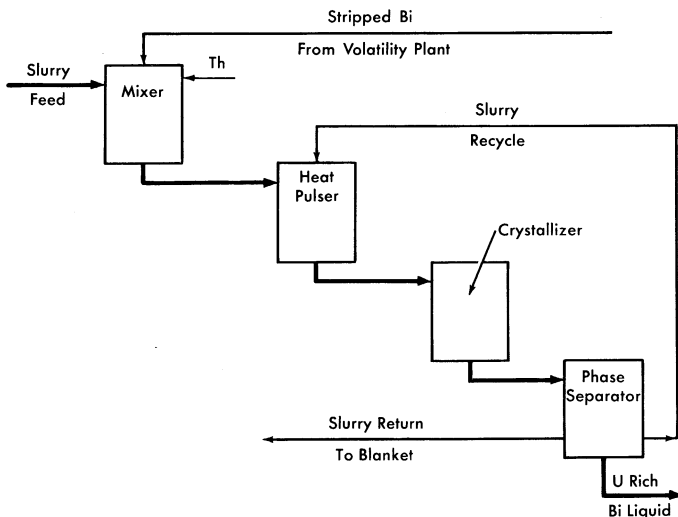 Stripped Bi
From Volatility Plant
Slurry
Feed
Th
Mixer
Slurry
Recycle
Heat
Pulser
Crystallizer
Phase
Separator
Slurry Return
To Blanket
U Rich
Bi Liquid